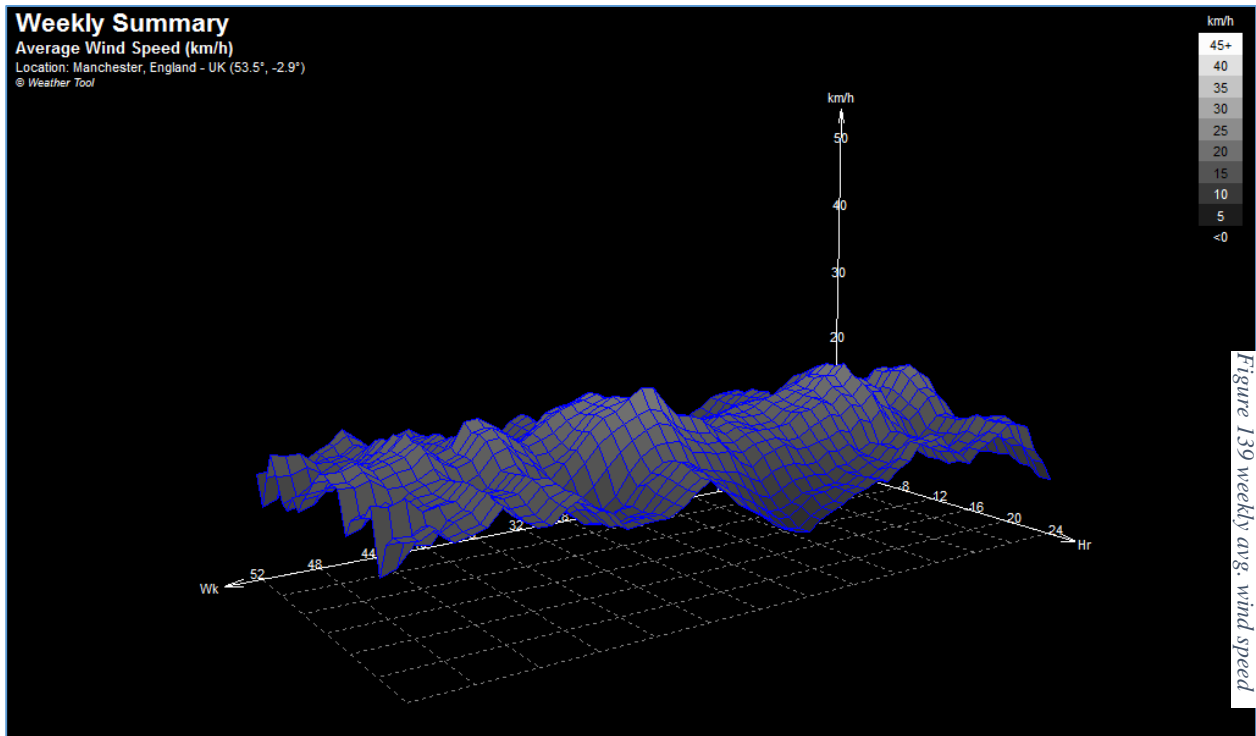 Weekly Summary
Average Wind Speed (km/h)
Location: Manchester, England - UK (53.5°, -2.9°)
© Weather Tool
km/h
45+
40
35
30
25
20
15
10
5
<0
km/h
50
40
30
20
8
12
16
20
24
Hr
32
44
48
52
Wk
Figure 139 weekly avg. wind speed